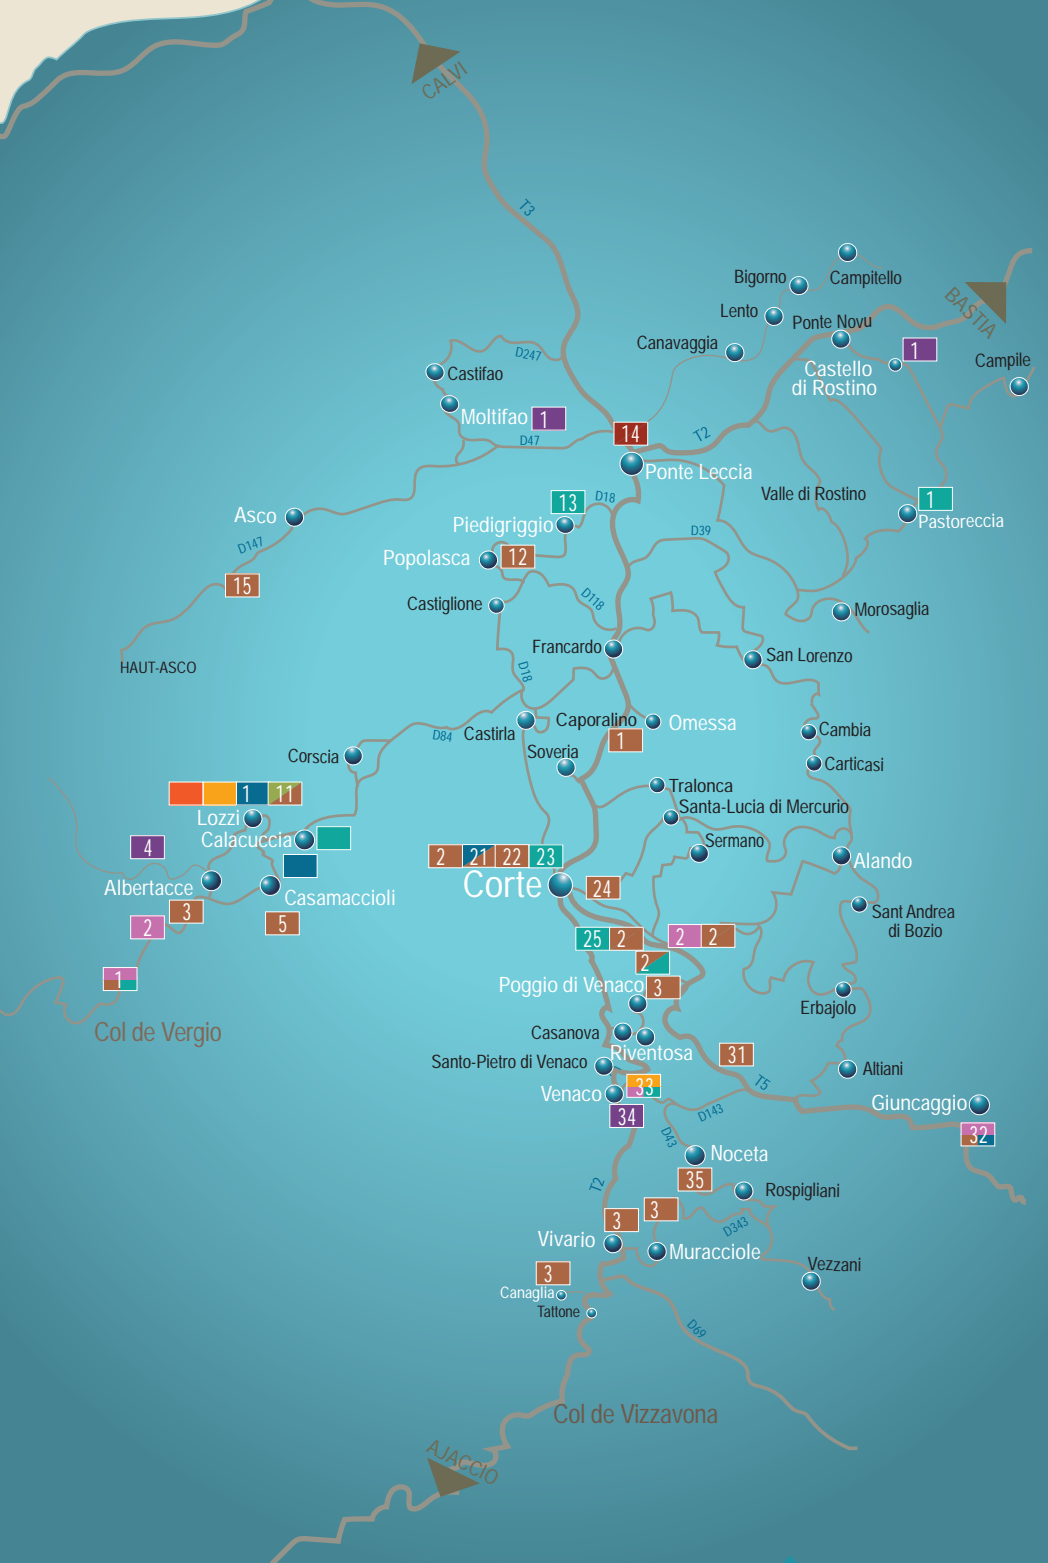 CALVI
T3
Campitello
Bigorno
BASTIA
Lento
Ponte Novu
Canavaggia
1
Castello
di Rostino
Campile
D247
Castifao
Moltifao
1
14
T2
D47
Ponte Leccia
Valle di Rostino
1
Pastoreccia
13
D18
Asco
Piedigriggio
D39
D147
Popolasca
12
15
Castiglione
D118
Morosaglia
Francardo
San Lorenzo
HAUT-ASCO
D18
Caporalino
Omessa
Castirla
Cambia
D84
1
Corscia
Soveria
Carticasi
Tralonca
1
11
Santa-Lucia di Mercurio
Lozzi
Calacuccia
Sermano
4
2
21
22
23
Alando
Corte
24
Albertacce
Casamaccioli
3
Sant Andrea
di Bozio
2
5
25
2
2
2
2
1
Poggio di Venaco
3
Erbajolo
Col de Vergio
Casanova
Riventosa
31
Santo-Pietro di Venaco
Altiani
T5
33
Venaco
Giuncaggio
34
D143
32
D43
Noceta
35
T2
Rospigliani
3
3
D343
Vivario
Muracciole
Vezzani
3
Canaglia
Tattone
D69
Col de Vizzavona
AJACCIO